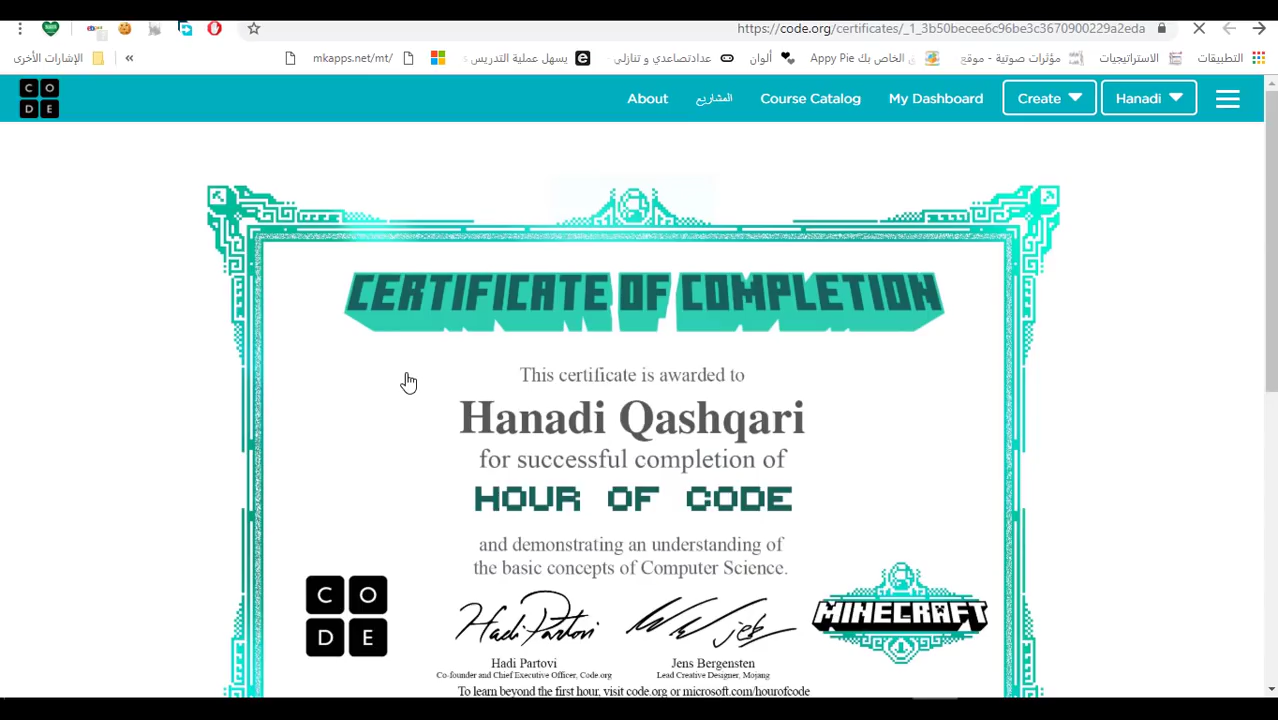 https://code.org/certificates/_1_3b50becee6c96be3c3670900229a2eda
التطبيقات
الاستراتيجيات
مؤثرات صوتية - موقع
الخاص بك Appy Pie
ألوان
عدادتصاعدي و تنازلي
يسهل عملية التدريس
mkapps.net/mt/
»
الإشارات الأخرى
C O D E
About
المشاريع
Course Catalog
My Dashboard
Create
Hanadi
CERTIFICATE OF COMPLETION
This certificate is awarded to
Hanadi Qashqari
for successful completion of
HOUR OF CODE
and demonstrating an understanding of
the basic concepts of Computer Science.
C O
D E
Hadi Partovi
jeb
MINECRAFT
Hadi Partovi
Jens Bergensten
Co-founder and Chief Executive Officer, Code.org
Lead Creative Designer, Mojang
To learn beyond the first hour, visit code.org or microsoft.com/hourofcode